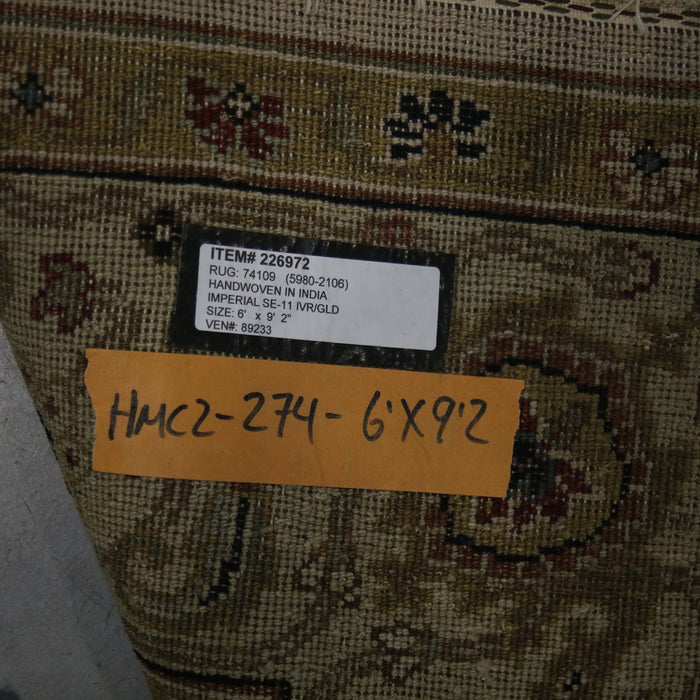 ITEM# 226972
RUG: 74109 (5980-2106)
HANDWOVEN IN INDIA
IMPERIAL SE-11 IVR/GLD
SIZE: 6' x 9' 2"
VEN#: 89233
HMC2-274-6'X9'2